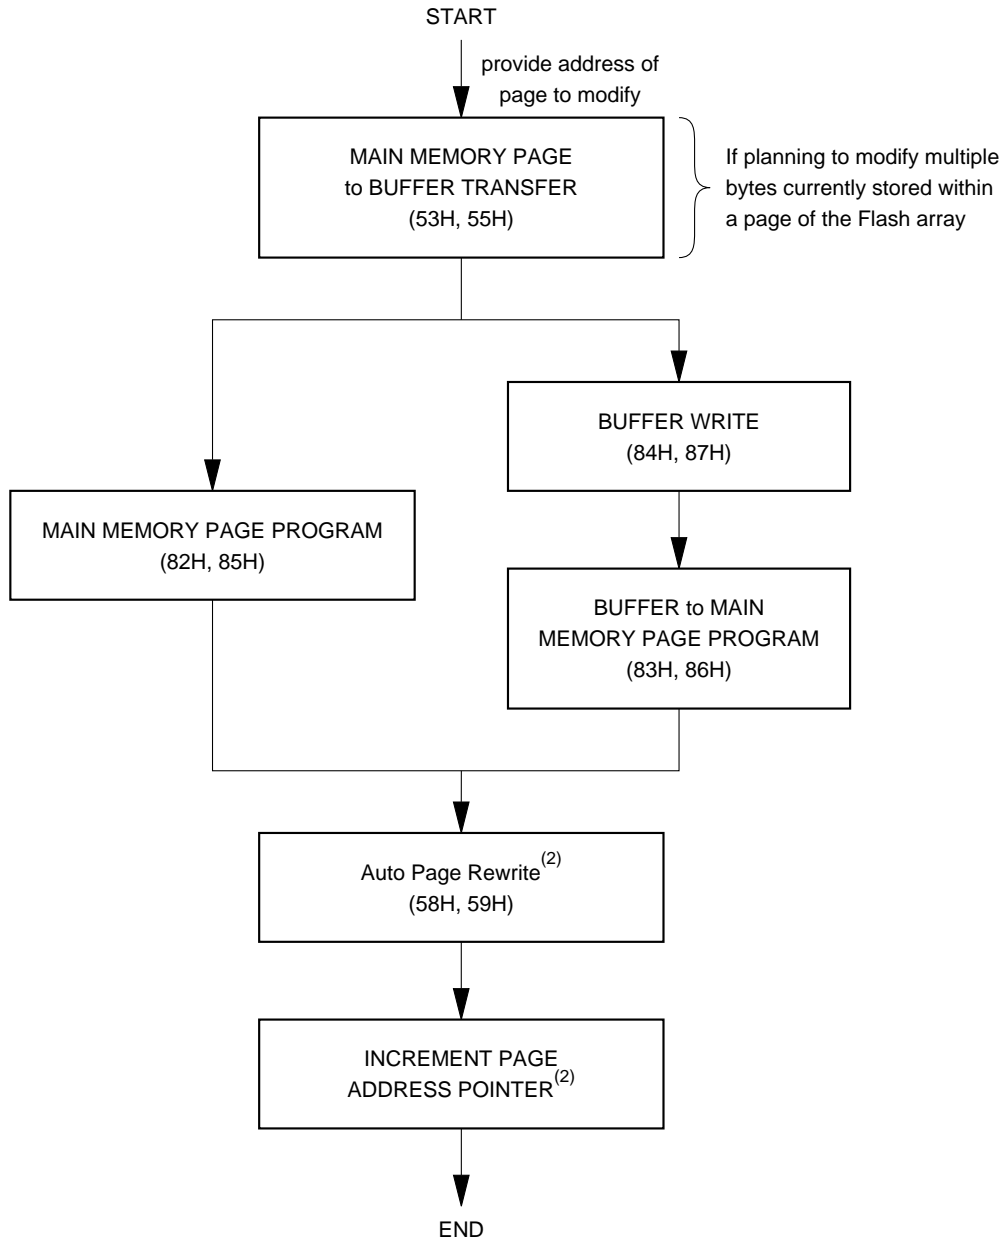 START
provide address of
page to modify
MAIN MEMORY PAGE
to BUFFER TRANSFER
(53H, 55H)
If planning to modify multiple
bytes currently stored within
a page of the Flash array
BUFFER WRITE
(84H, 87H)
MAIN MEMORY PAGE PROGRAM
(82H, 85H)
BUFFER to MAIN
MEMORY PAGE PROGRAM
(83H, 86H)
Auto Page Rewrite(2)
(58H, 59H)
INCREMENT PAGE
ADDRESS POINTER(2)
END